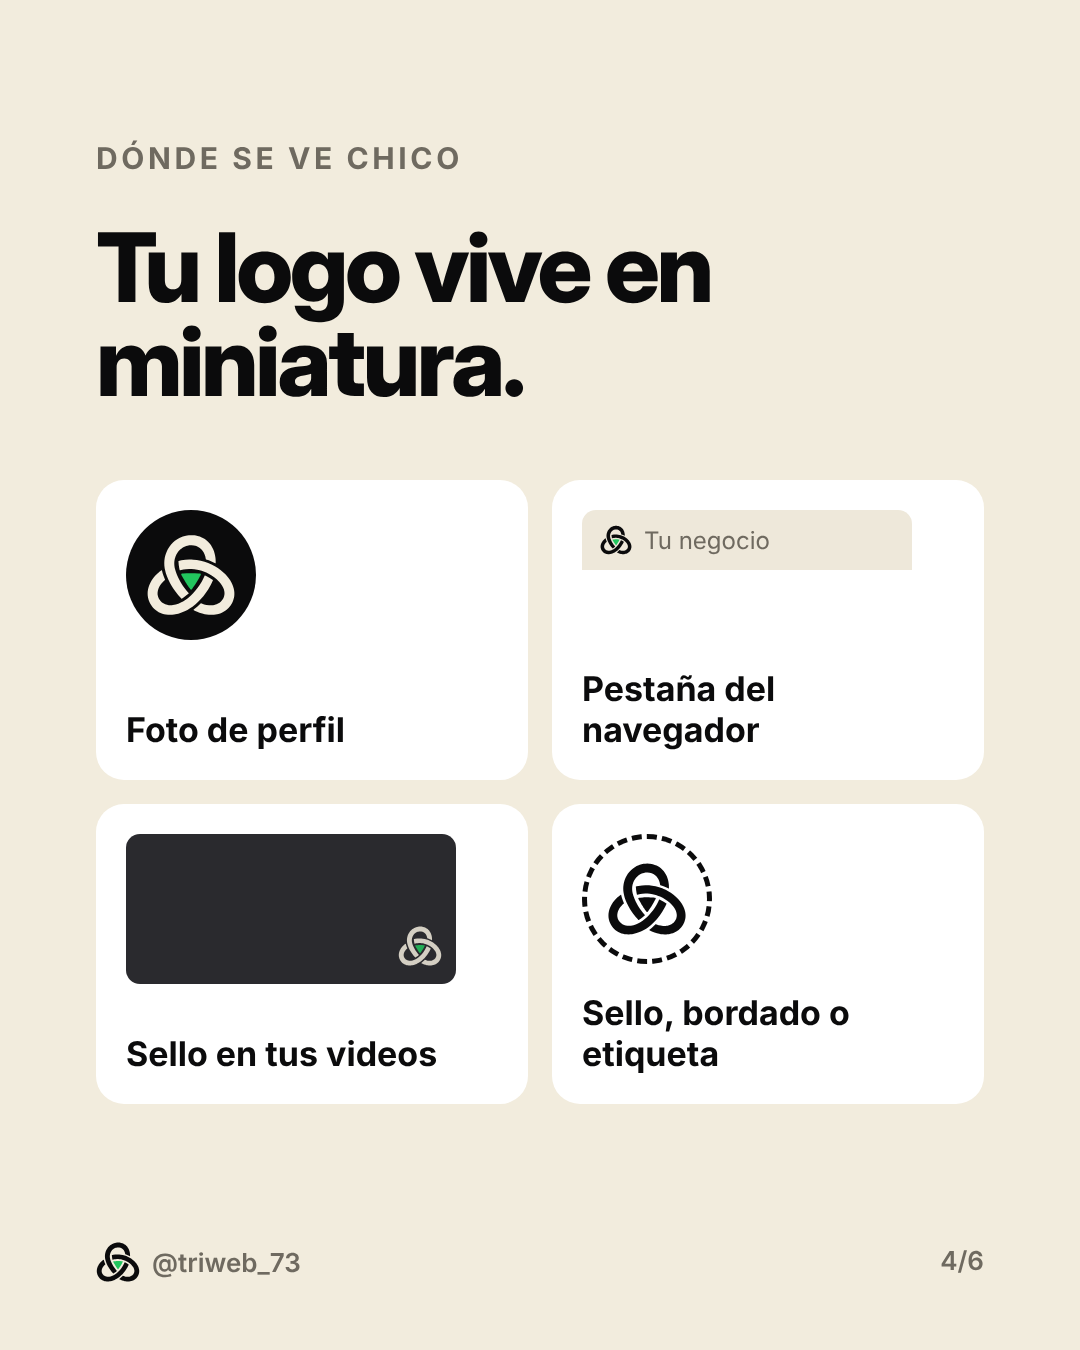 DÓNDE SE VE CHICO
Tu logo vive en
miniatura.
Foto de perfil
Tu negocio
Pestaña del
navegador
Sello en tus videos
Sello, bordado o
etiqueta
@triweb_73
4/6